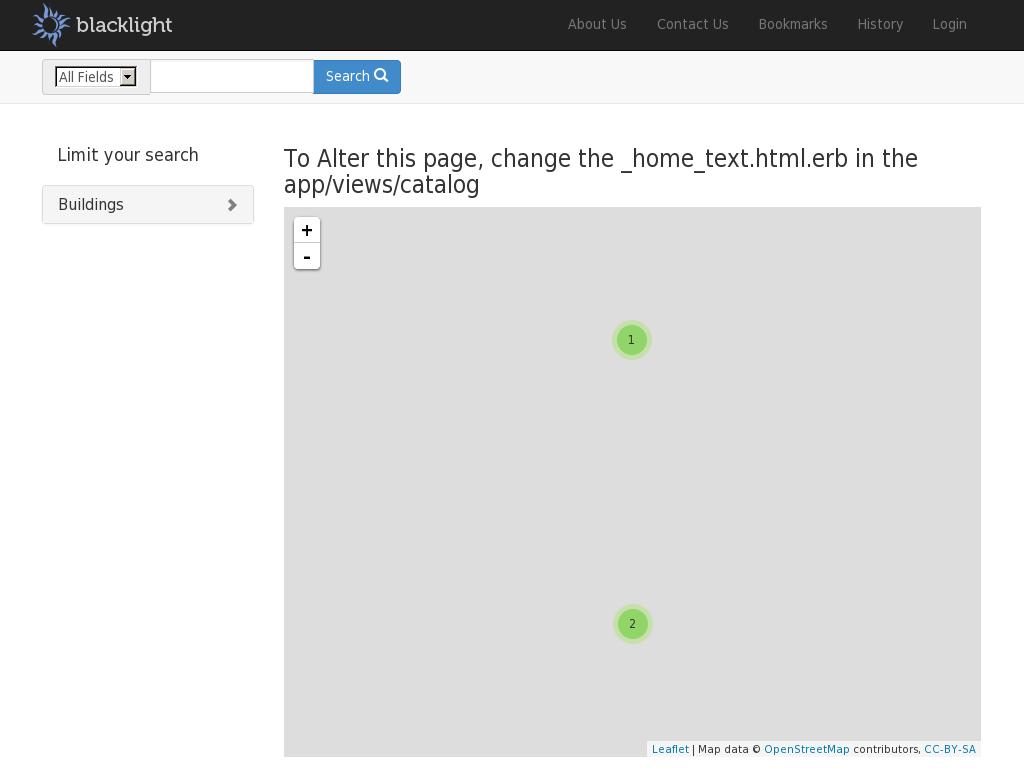 blacklight
About Us Contact Us Bookmarks History Login
All Fields Search
Limit your search
Buildings
To Alter this page, change the _home_text.html.erb in the
app/views/catalog
+
-
1
2
Leaflet | Map data © OpenStreetMap contributors, CC-BY-SA